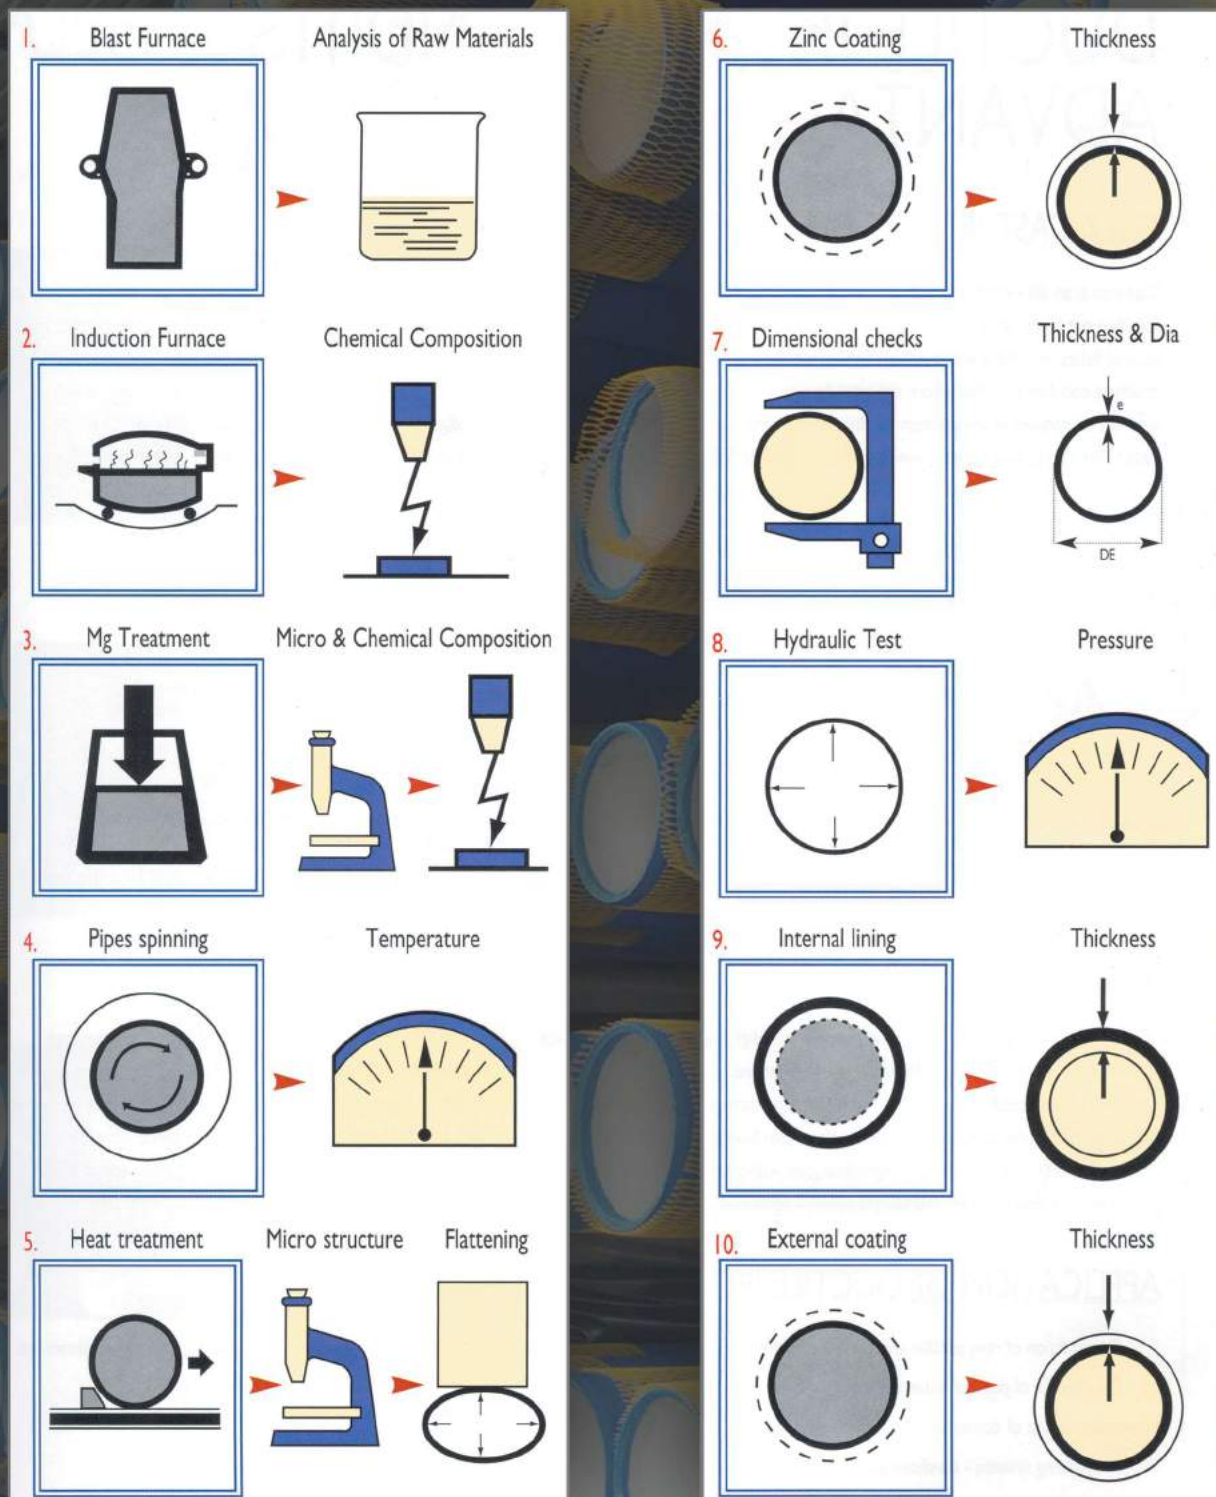 1.
Blast Furnace
Analysis of Raw Materials
2.
Induction Furnace
Chemical Composition
3.
Mg Treatment
Micro & Chemical Composition
4.
Pipes spinning
Temperature
5.
Heat treatment
Micro structure
Flattening
6.
Zinc Coating
Thickness
7.
Dimensional checks
Thickness & Dia
e
DE
8.
Hydraulic Test
Pressure
9.
Internal lining
Thickness
10.
External coating
Thickness